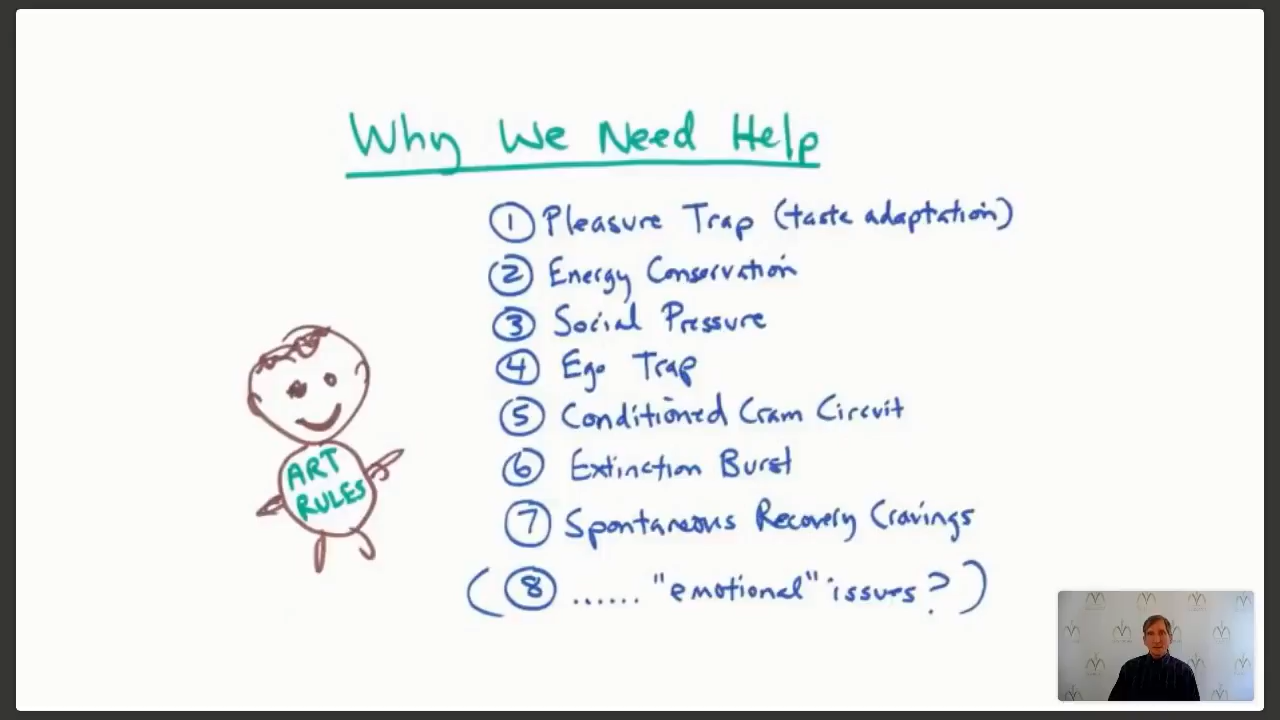 Why We Need Help
1 Pleasure Trap (taste adaptation)
2 Energy Conservation
3 Social Pressure
4 Ego Trap
5 Conditioned Cram Circuit
6 Extinction Burst
7 Spontaneous Recovery Cravings
(8 ...... "emotional" issues?)
ART
RULES